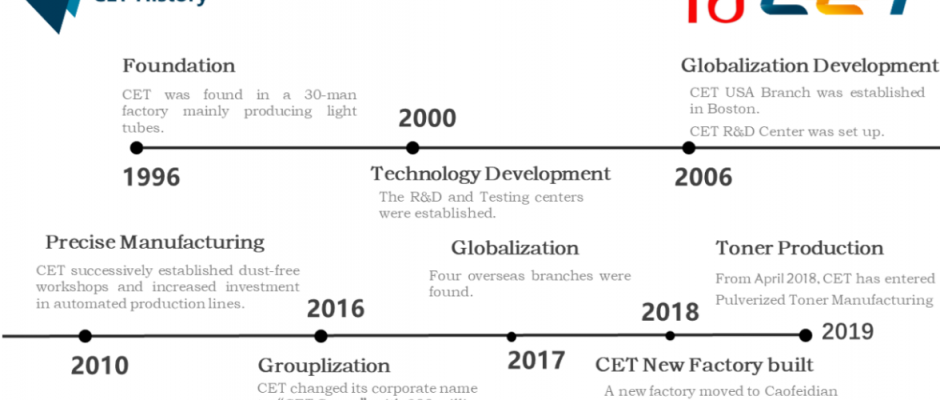 CET History
Foundation
CET was found in a 30-man
factory mainly producing light
tubes.
1996
2000
Technology Development
The R&D and Testing centers
were established.
Globalization Development
CET USA Branch was established
in Boston.
CET R&D Center was set up.
2006
Precise Manufacturing
CET successively established dust-free
workshops and increased investment
in automated production lines.
2010
2016
Grouplization
CET changed its corporate name
Globalization
Four overseas branches were
found.
2017
2018
CET New Factory built
A new factory moved to Caofeidian
Toner Production
From April 2018, CET has entered
Pulverized Toner Manufacturing
2019